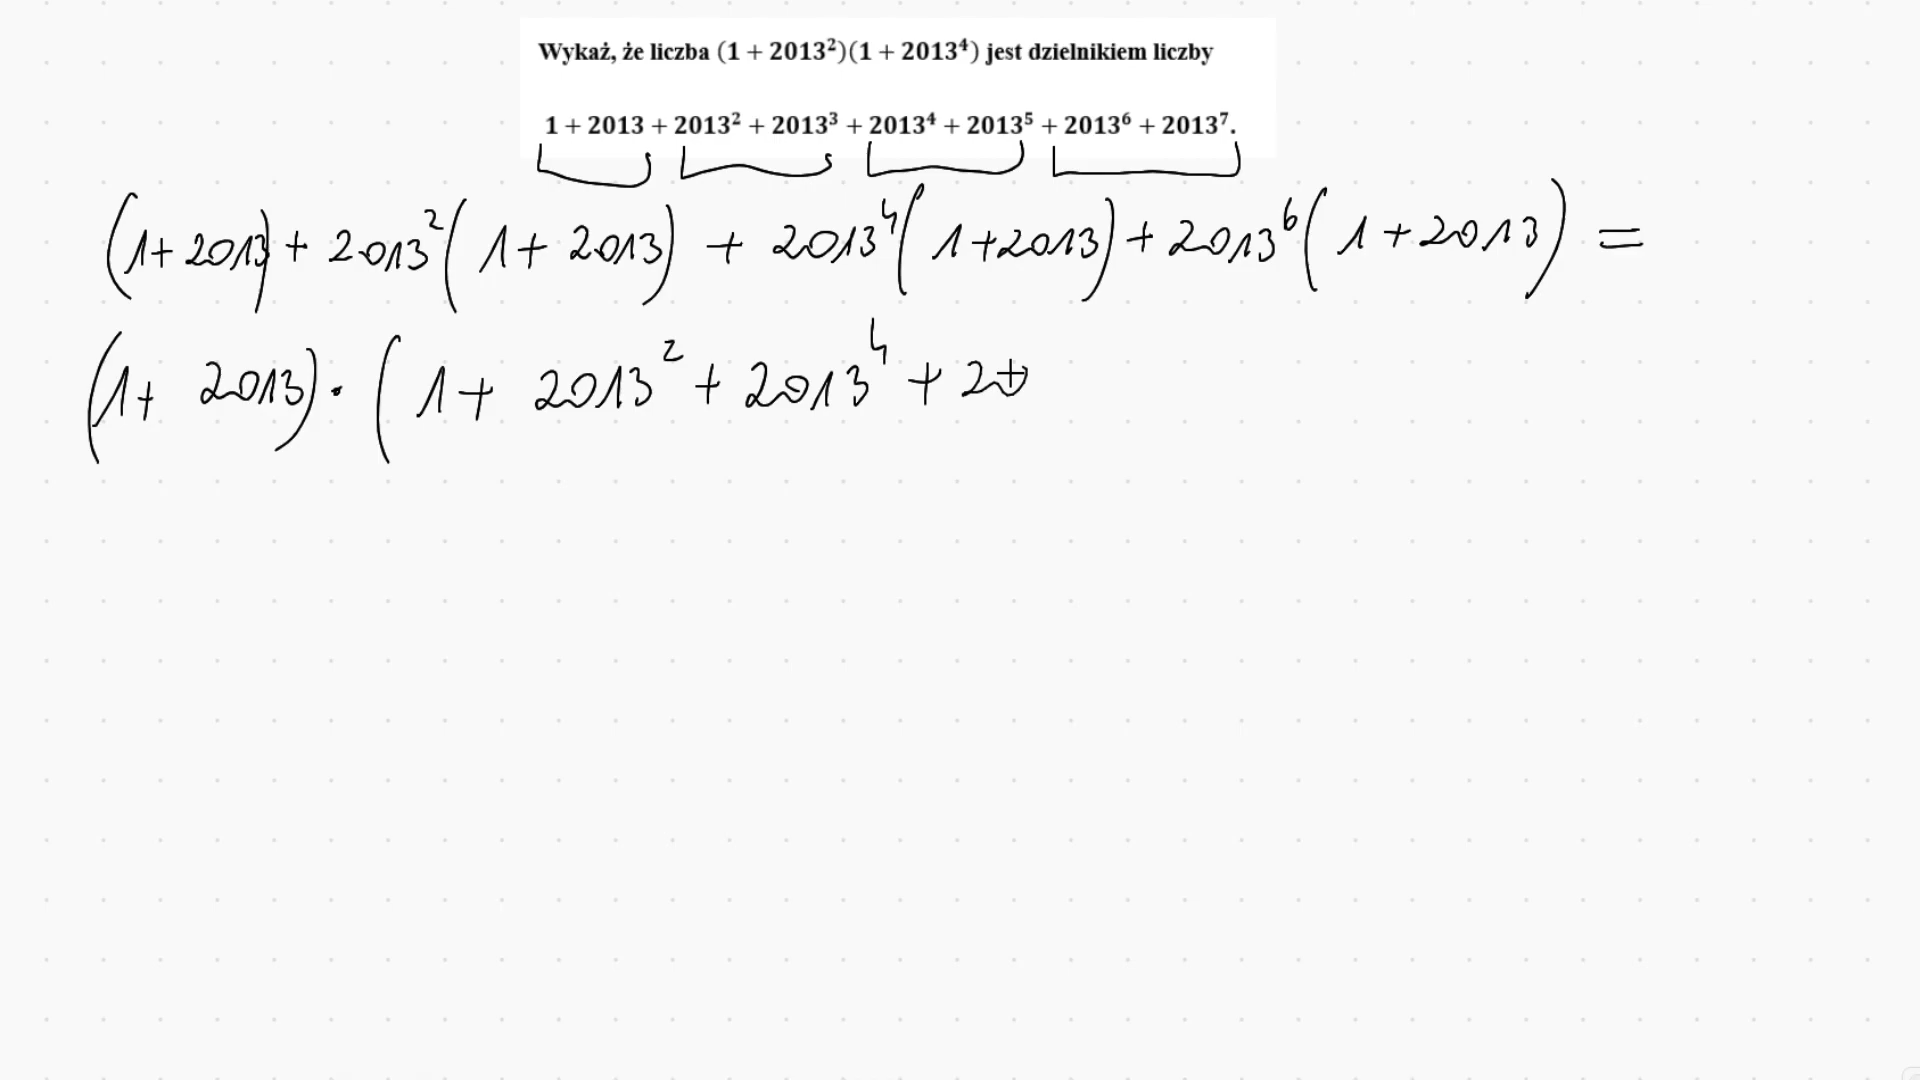 Wykaż, że liczba (1 + 2013²)(1 + 2013⁴) jest dzielnikiem liczby
1 + 2013 + 2013² + 2013³ + 2013⁴ + 2013⁵ + 2013⁶ + 2013⁷.
(1+2013) + 2013²(1+2013) + 2013⁴(1+2013) + 2013⁶(1+2013) =
(1+2013)·(1+2013²+2013⁴+2